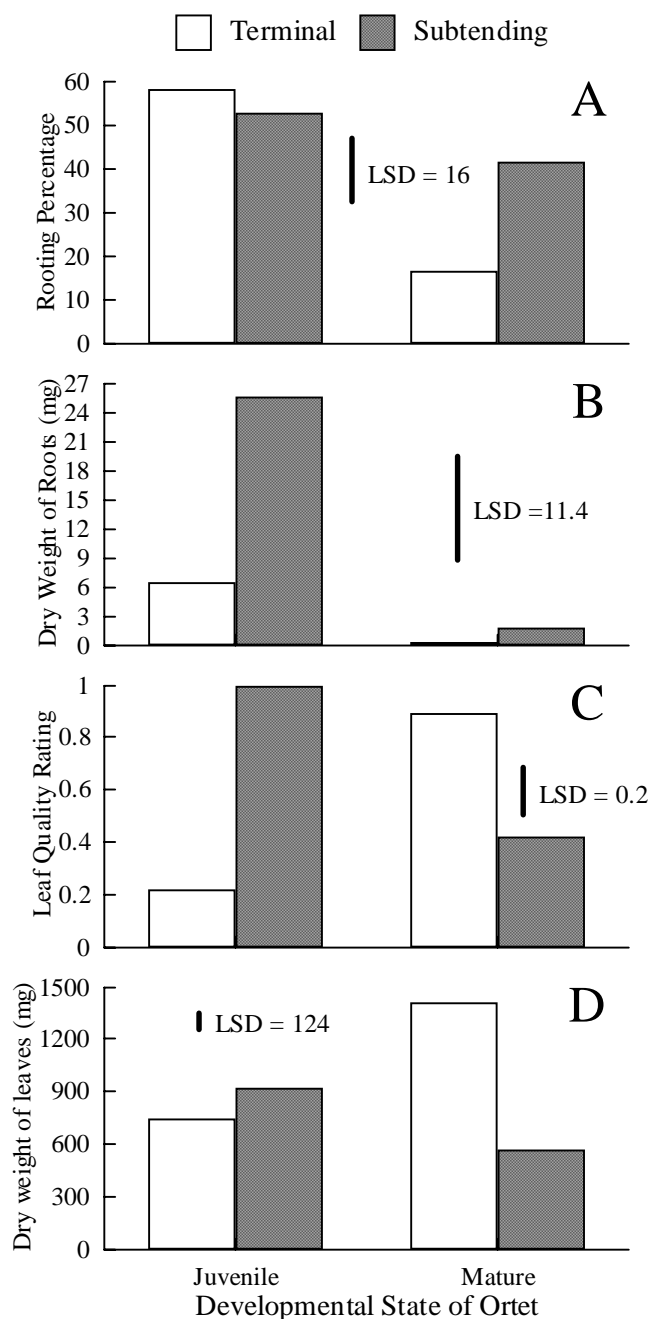 Terminal Subtending
A
Rooting Percentage
60
50
40
30
20
10
0
LSD = 16
B
Dry Weight of Roots (mg)
27
24
21
18
15
12
9
6
3
0
LSD =11.4
C
Leaf Quality Rating
1
0.8
0.6
0.4
0.2
0
LSD = 0.2
D
Dry weight of leaves (mg)
1500
1200
900
600
300
0
LSD = 124
Juvenile Mature
Developmental State of Ortet